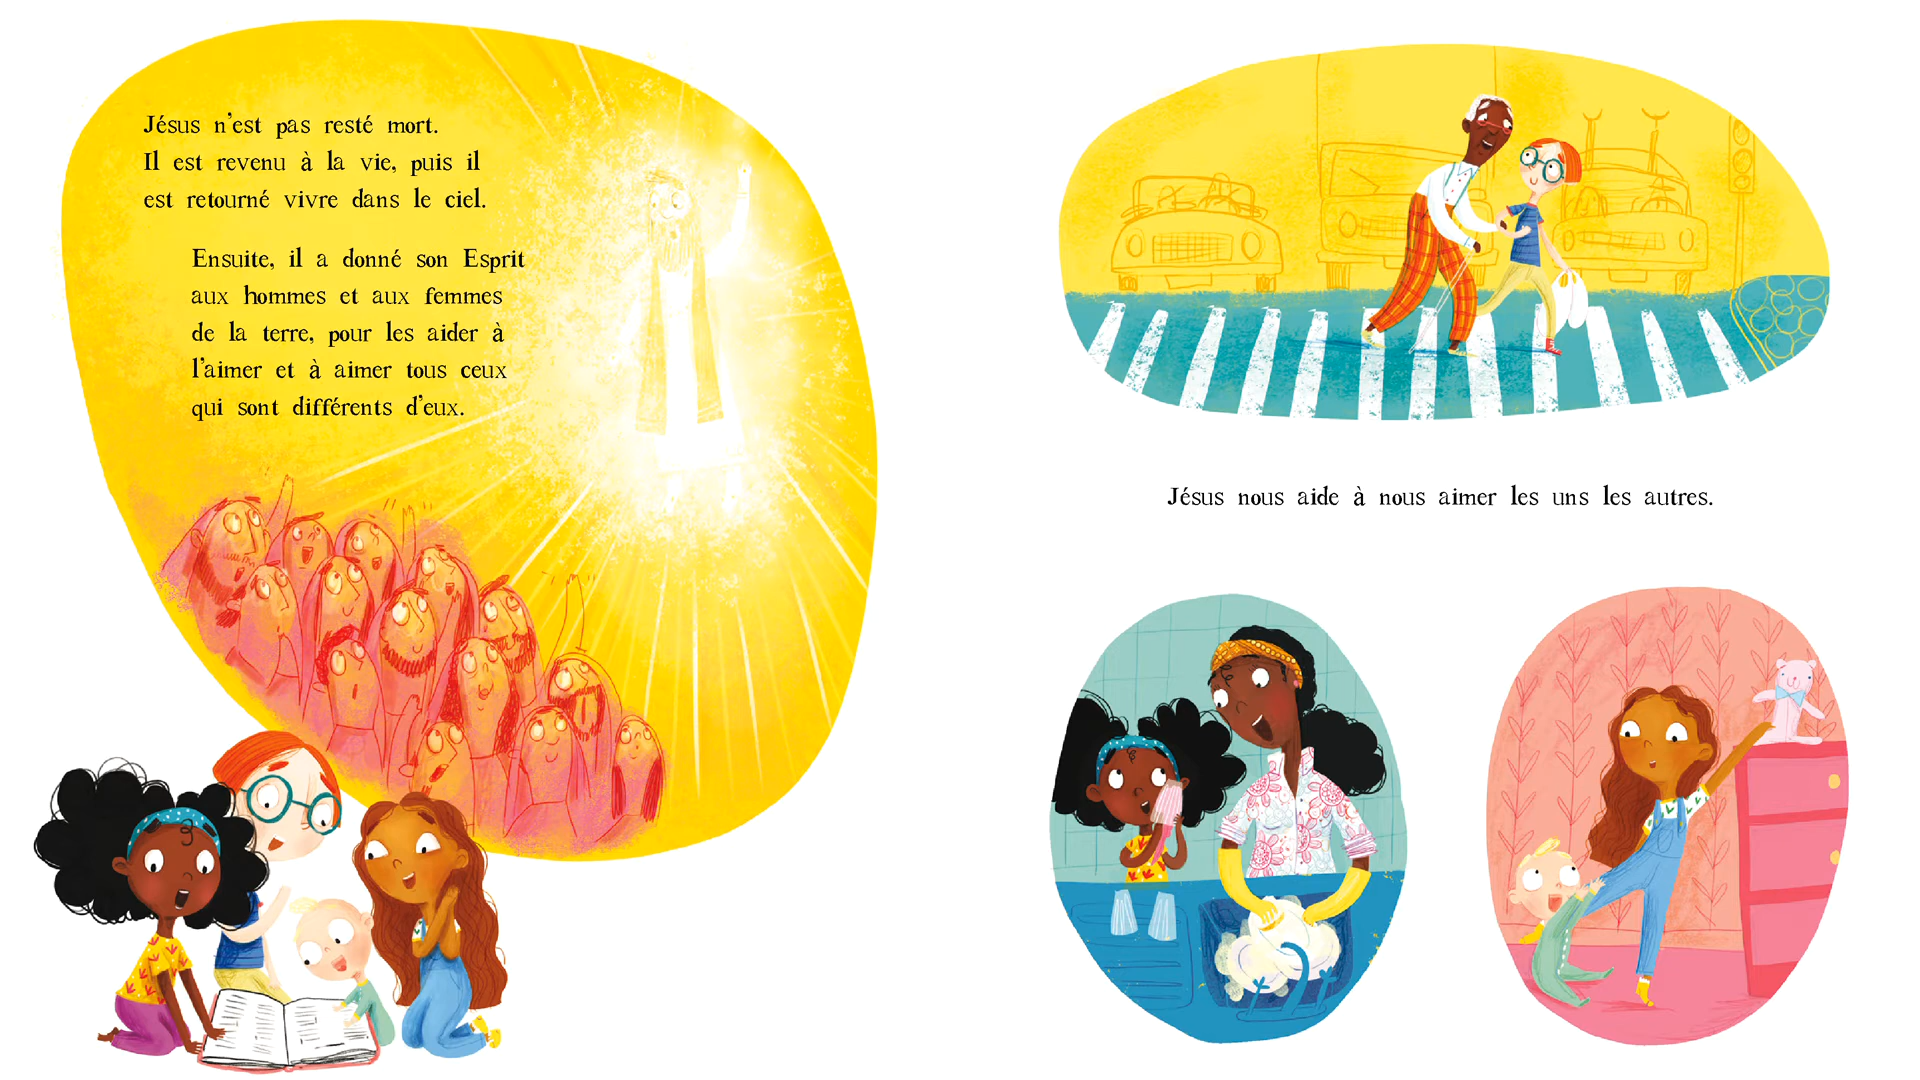 Jésus n'est pas resté mort.
Il est revenu à la vie, puis il
est retourné vivre dans le ciel.
Ensuite, il a donné son Esprit
aux hommes et aux femmes
de la terre, pour les aider à
l'aimer et à aimer tous ceux
qui sont différents d'eux.
Jésus nous aide à nous aimer les uns les autres.